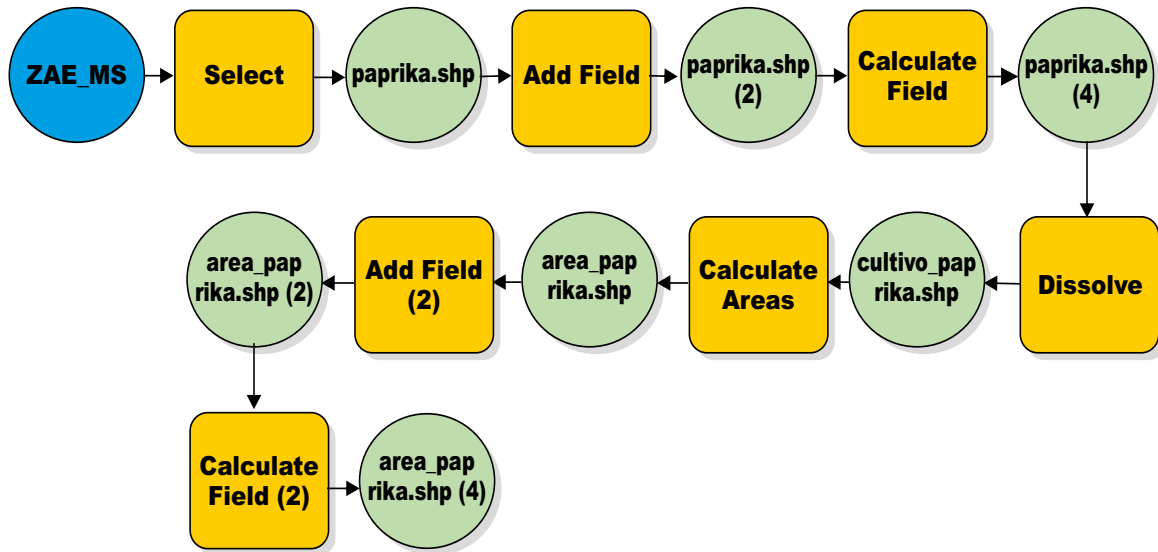 ZAE_MS
Select
paprika.shp
Add Field
paprika.shp
(2)
Calculate
Field
paprika.shp
(4)
Dissolve
cultivo_pap
rika.shp
Calculate
Areas
area_pap
rika.shp
Add Field
(2)
area_pap
rika.shp (2)
Calculate
Field (2)
area_pap
rika.shp (4)